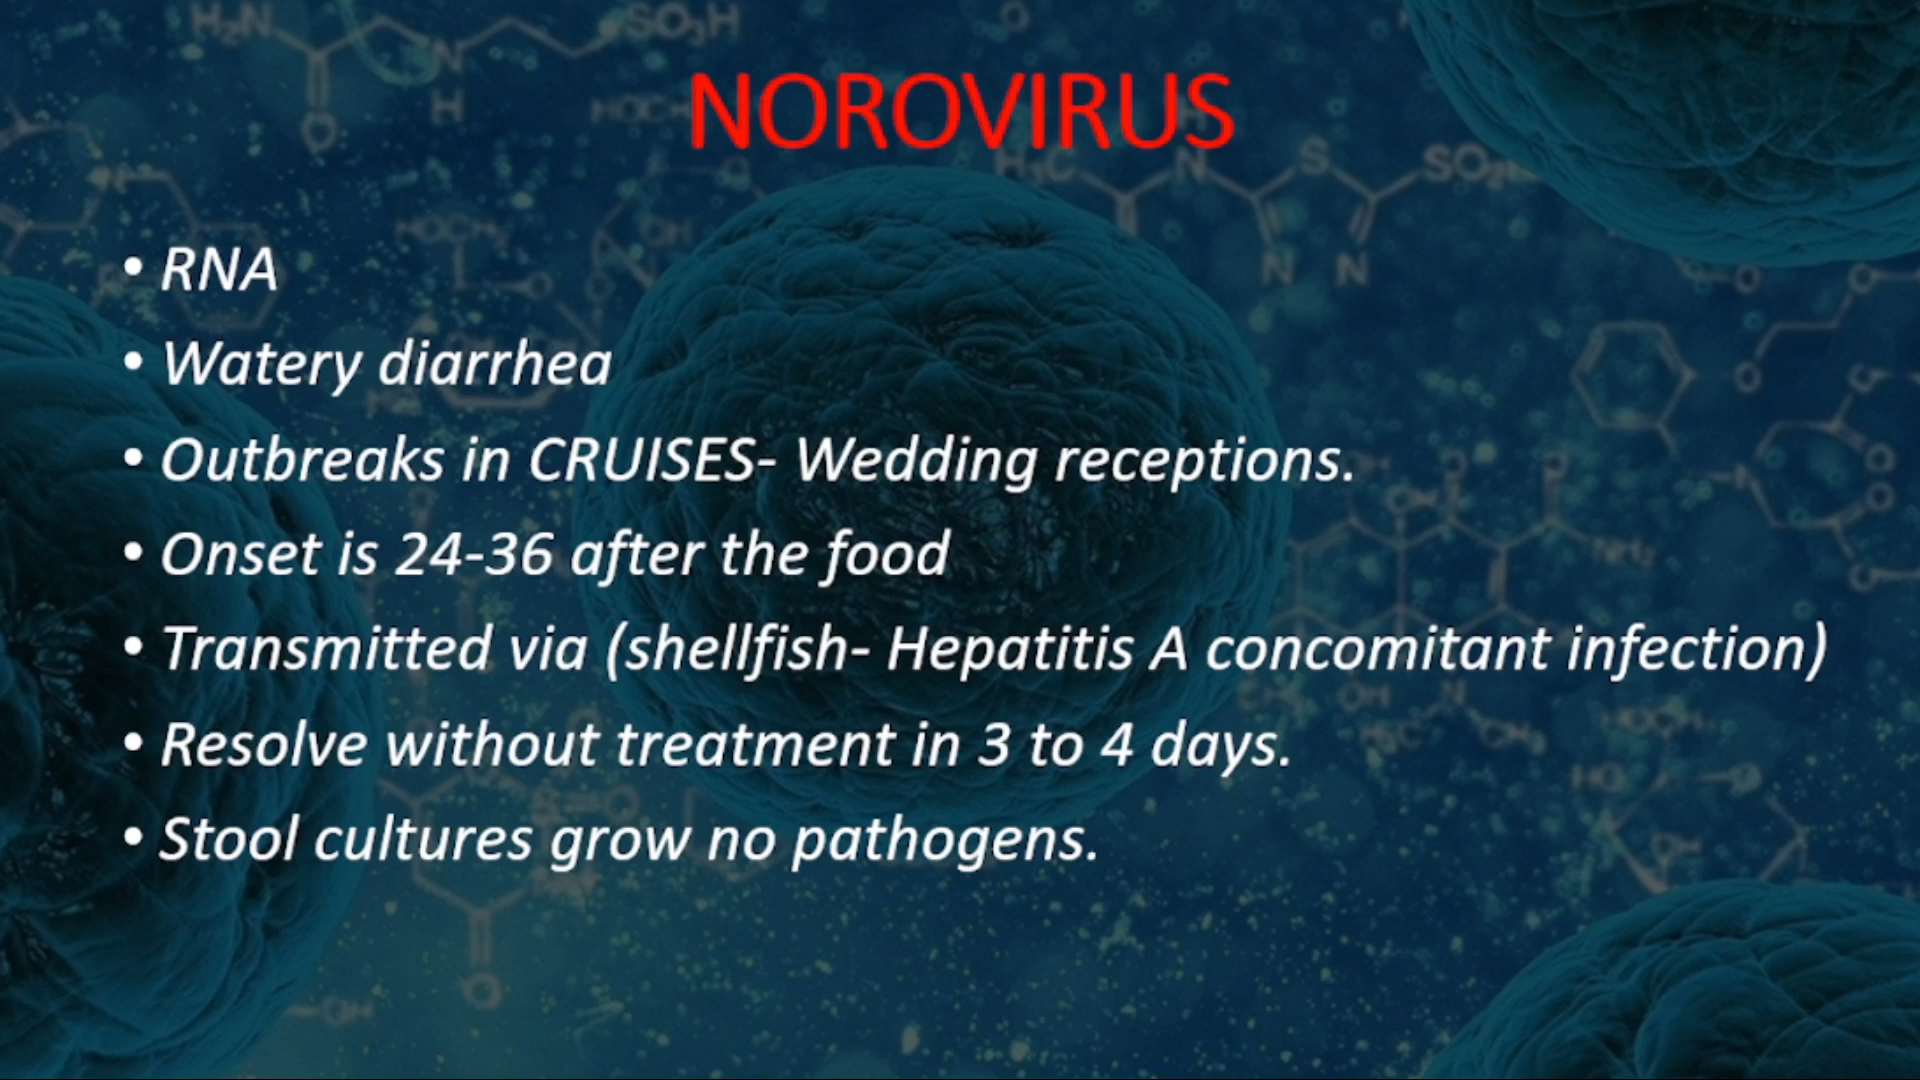 NOROVIRUS
• RNA
• Watery diarrhea
• Outbreaks in CRUISES- Wedding receptions.
• Onset is 24-36 after the food
• Transmitted via (shellfish- Hepatitis A concomitant infection)
• Resolve without treatment in 3 to 4 days.
• Stool cultures grow no pathogens.